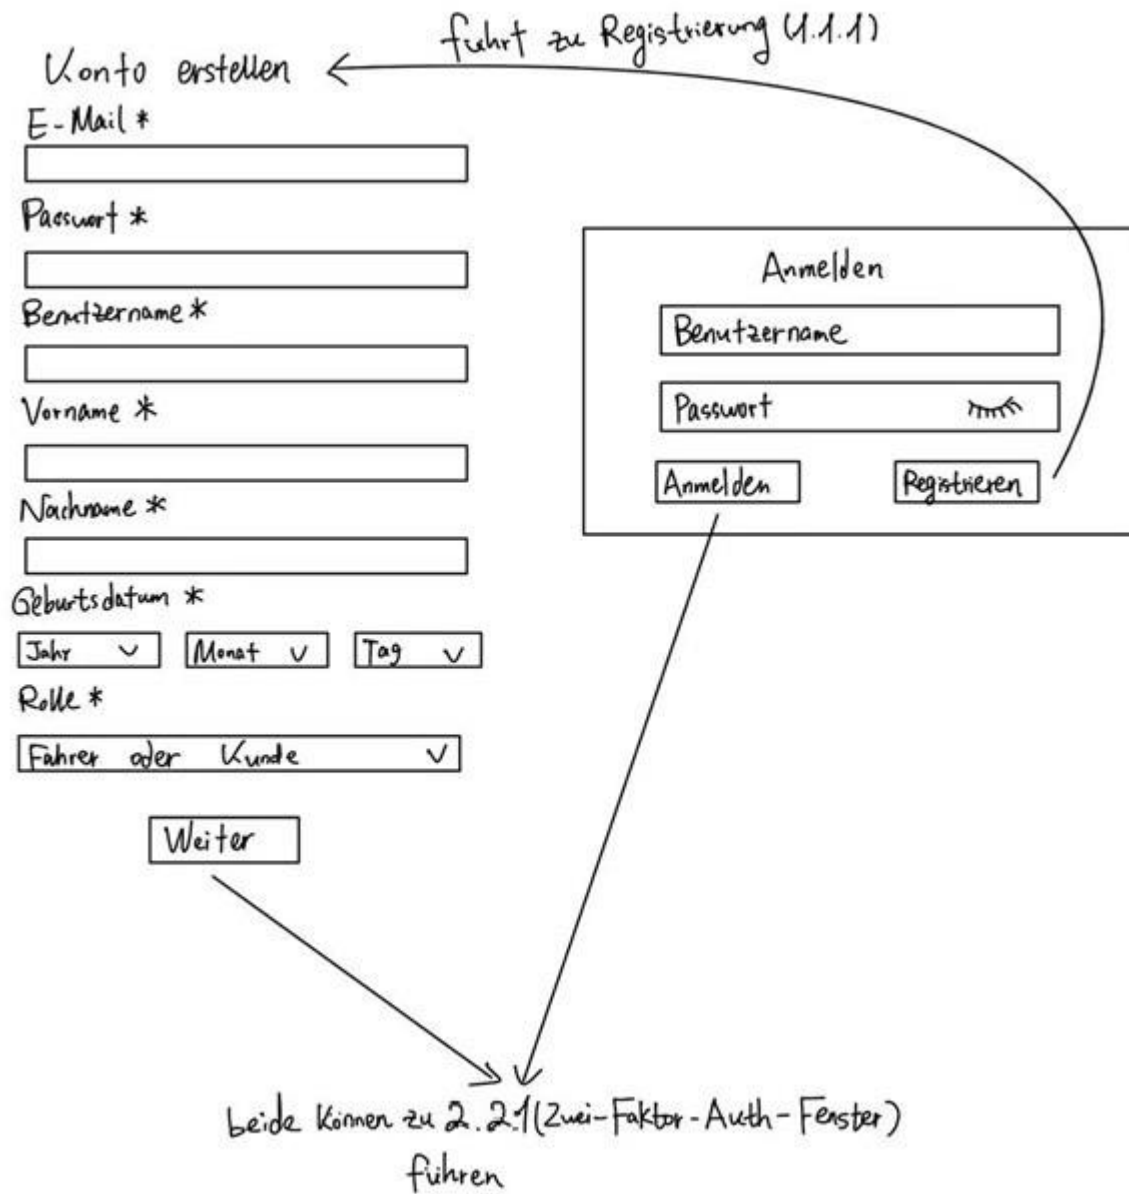 führt zu Registrierung (1.1.1)
Konto erstellen
E-Mail *
Passwort *
Benutzername *
Vorname *
Nachname *
Geburtsdatum *
Jahr Monat Tag
Rolle *
Fahrer oder Kunde
Weiter
Anmelden
Benutzername
Passwort
Anmelden Registrieren
beide können zu 2.2.1 (Zwei-Faktor-Auth-Fenster)
führen